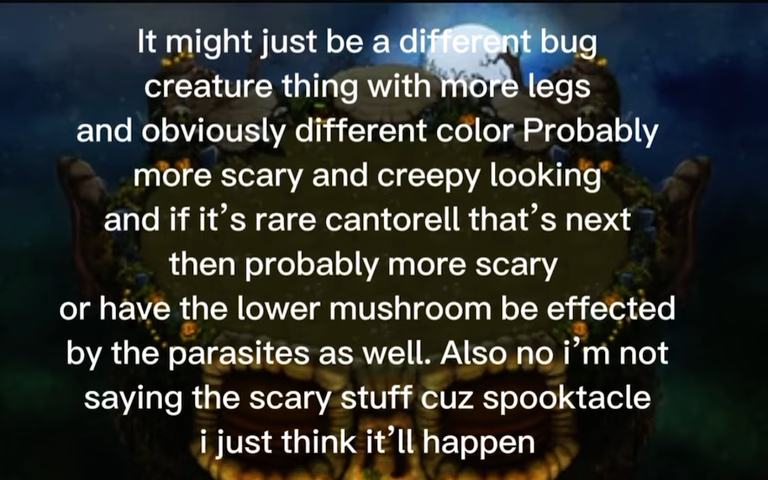 It might just be a different bug
creature thing with more legs
and obviously different color Probably
more scary and creepy looking
and if it's rare cantorell that's next
then probably more scary
or have the lower mushroom be effected
by the parasites as well. Also no i'm not
saying the scary stuff cuz spooktacle
i just think it'll happen